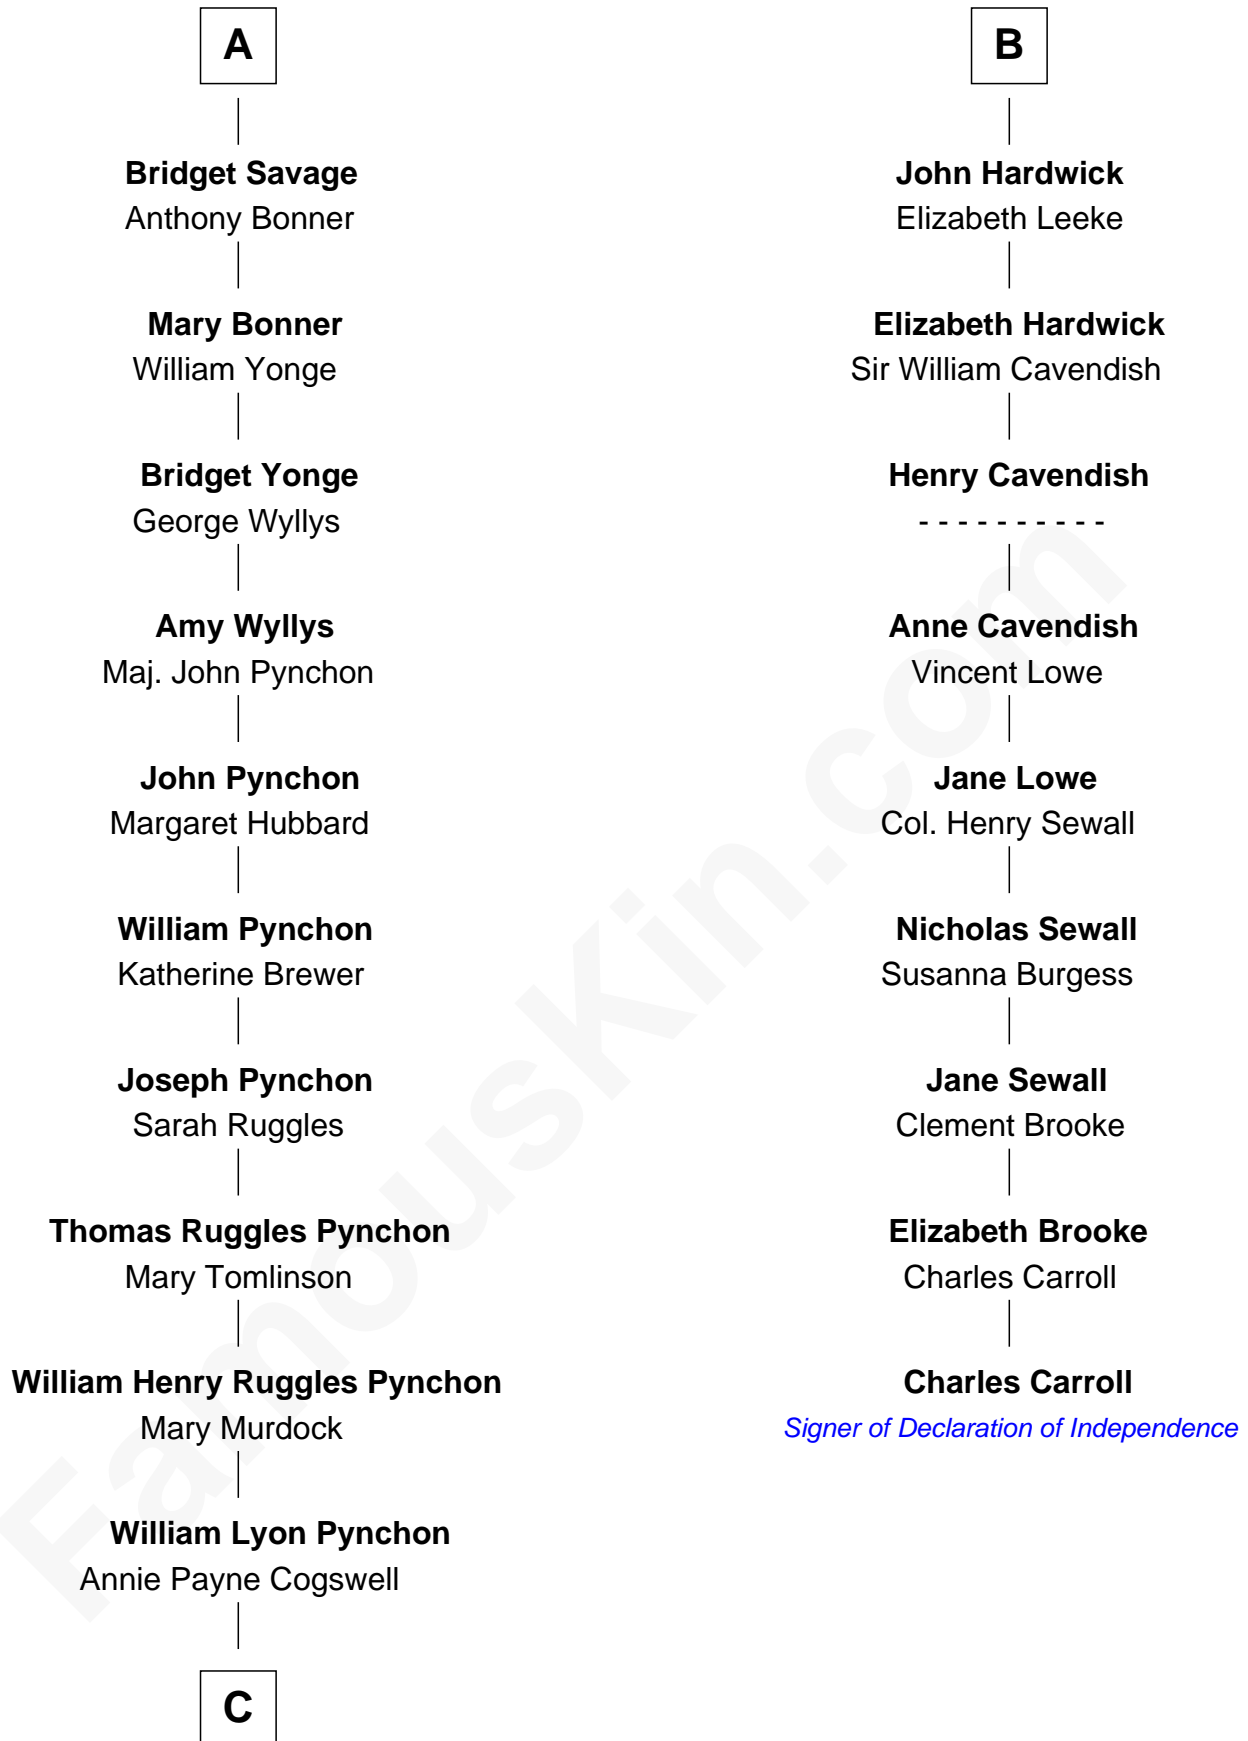 A
Bridget Savage
Anthony Bonner
Mary Bonner
William Yonge
Bridget Yonge
George Wyllys
Amy Wyllys
Maj. John Pynchon
John Pynchon
Margaret Hubbard
William Pynchon
Katherine Brewer
Joseph Pynchon
Sarah Ruggles
Thomas Ruggles Pynchon
Mary Tomlinson
William Henry Ruggles Pynchon
Mary Murdock
William Lyon Pynchon
Annie Payne Cogswell
C
B
John Hardwick
Elizabeth Leeke
Elizabeth Hardwick
Sir William Cavendish
Henry Cavendish
- - - - - - - - - -
Anne Cavendish
Vincent Lowe
Jane Lowe
Col. Henry Sewall
Nicholas Sewall
Susanna Burgess
Jane Sewall
Clement Brooke
Elizabeth Brooke
Charles Carroll
Charles Carroll
Signer of Declaration of Independence
FamousKin.com